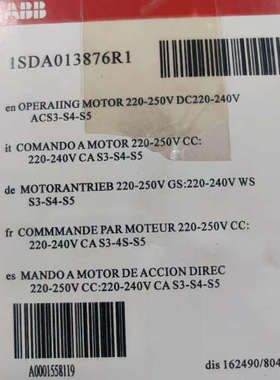 ABB
1SDA013876R1
en OPERAIING MOTOR 220-250V DC220-240V
ACS3-S4-S5
it COMANDO A MOTOR 220-250V CC:
220-240V CA S3-S4-S5
de MOTORANTRIEB 220-250V GS:220-240V WS
S3-S4-S5
fr COMMMANDE PAR MOTEUR 220-250V CC:
220-240V CA S3-4S-S5
es MANDO A MOTOR DE ACCION DIREC
220-250V CC:220-240V CA S3-S4-S5
A0001558119
dis 162490/804